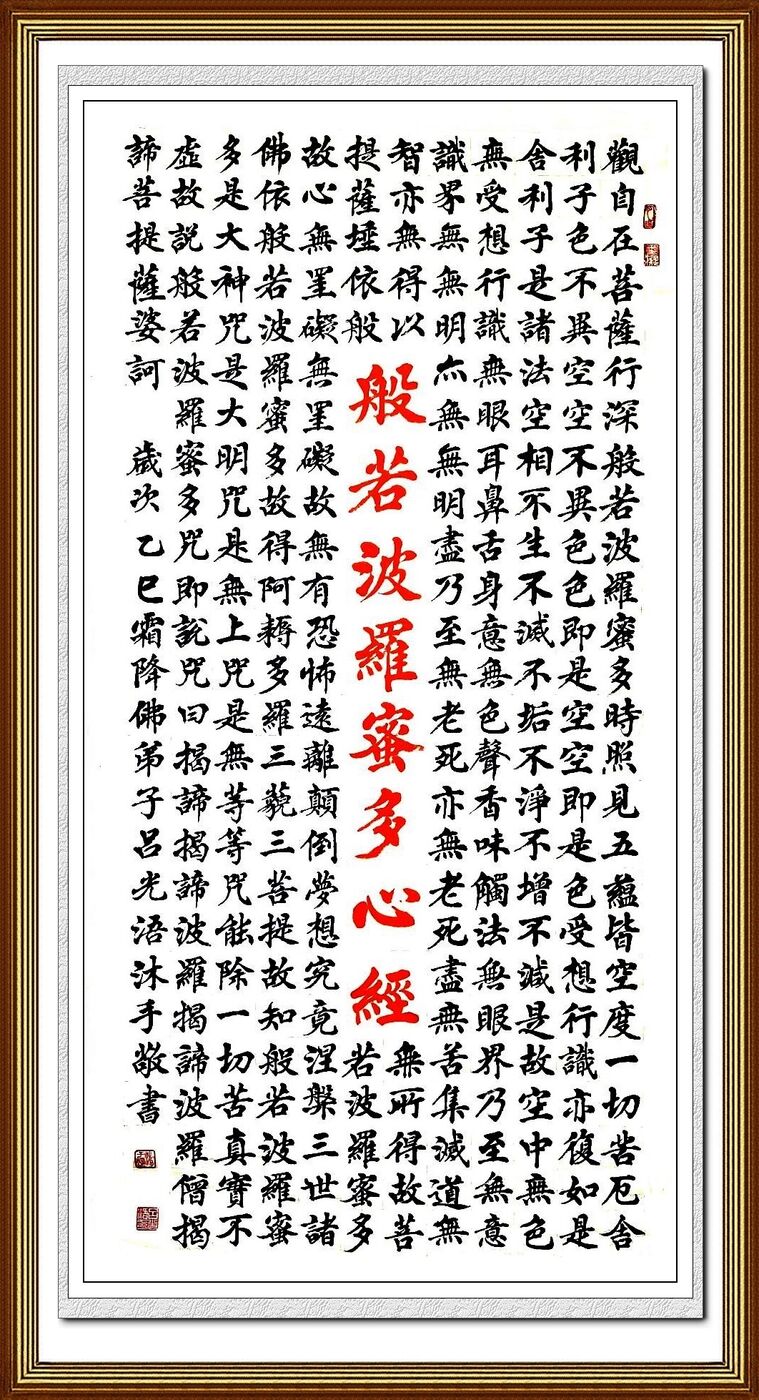 觀自在菩薩行深般若波羅蜜多時照見五蘊皆空度一切苦厄舍
利子色不異空空不異色色即是空空即是色受想行識亦復如是
舍利子是諸法空相不生不滅不垢不淨不增不減是故空中無色
無受想行識無眼耳鼻舌身意無色聲香味觸法無眼界乃至無意
識界無無明亦無無明盡乃至無老死亦無老死盡無苦集滅道無
智亦無得以無所得故菩
提薩埵依般若波羅蜜多
般若波羅蜜多心經
故心無罣礙無罣礙故無有恐怖遠離顛倒夢想究竟涅槃三世諸
佛依般若波羅蜜多故得阿耨多羅三藐三菩提故知般若波羅蜜
多是大神咒是大明咒是無上咒是無等等咒能除一切苦真實不
虛故說般若波羅蜜多咒即說咒曰揭諦揭諦波羅揭諦波羅僧揭
諦菩提薩婆訶 歲次乙巳霜降佛弟子呂光浯沐手敬書